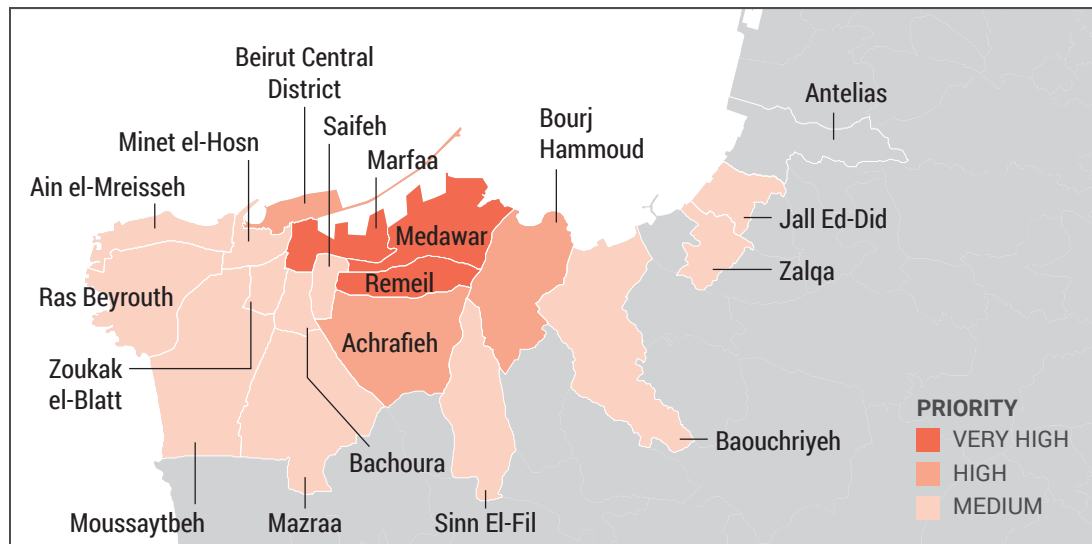 Beirut Central
District
Saifeh
Minet el-Hosn
Marfaa
Ain el-Mreisseh
Bourj
Hammoud
Antelias
Medawar
Jall Ed-Did
Zalqa
Remeil
Ras Beyrouth
Achrafieh
Zoukak
el-Blatt
Bachoura
Baouchriyeh
Moussaytbeh
Mazraa
Sinn El-Fil
PRIORITY
VERY HIGH
HIGH
MEDIUM